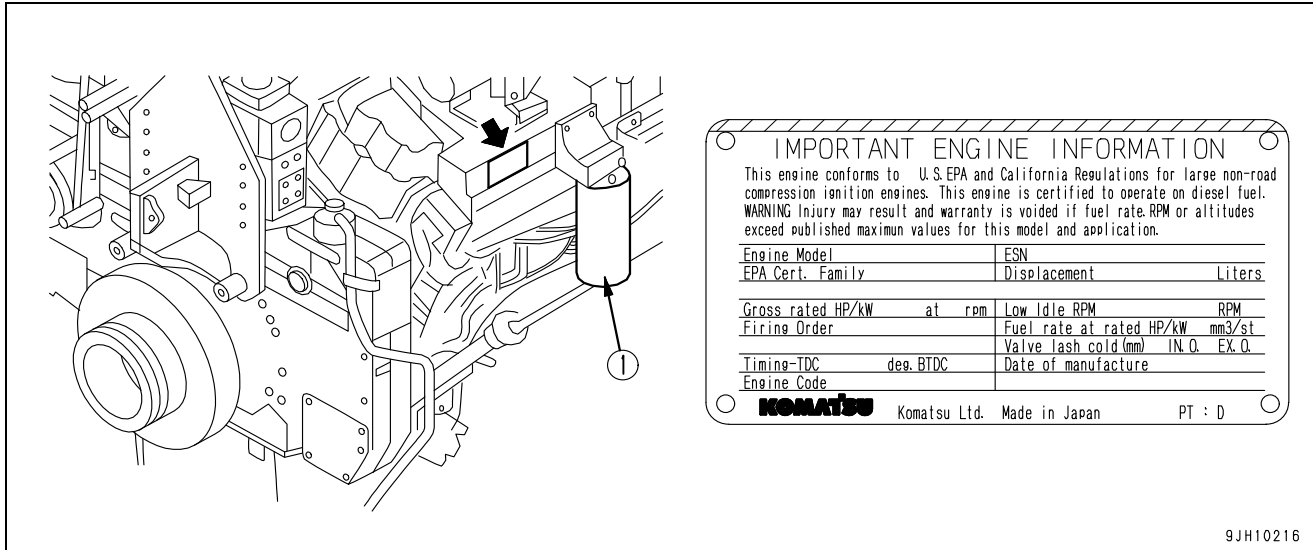 1
IMPORTANT ENGINE INFORMATION
This engine conforms to U.S.EPA and California Regulations for large non-road
compression ignition engines. This engine is certified to operate on diesel fuel.
WARNING Injury may result and warranty is voided if fuel rate.RPM or altitudes
exceed published maximun values for this model and application.
Engine Model ESN
EPA Cert. Family Displacement Liters
Gross rated HP/kW at rpm Low Idle RPM RPM
Firing Order Fuel rate at rated HP/kW mm3/st
Valve lash cold (mm) IN.0. EX.0.
Timing-TDC deg.BTDC Date of manufacture
Engine Code
KOMATSU Komatsu Ltd. Made in Japan PT : D
9JH10216